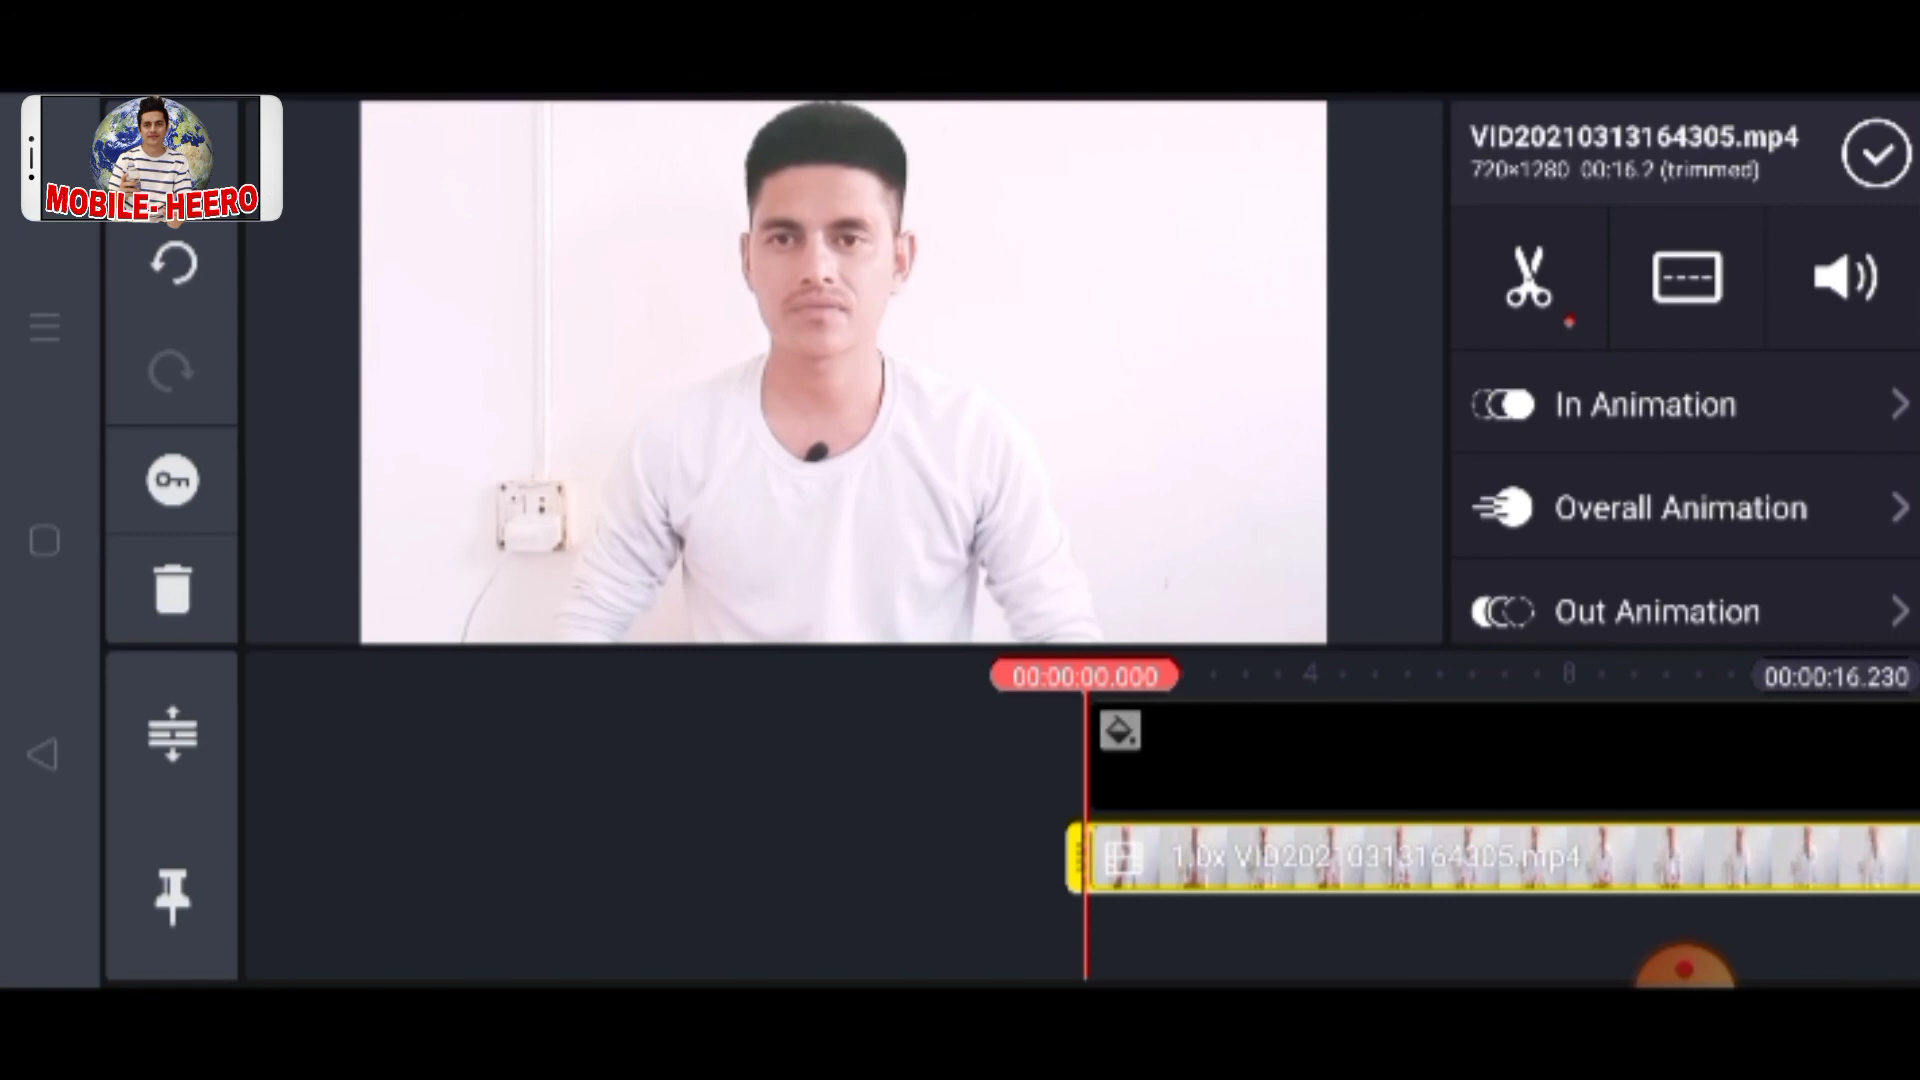 MOBILE- HEERO
VID20210313164305.mp4
720×1280 00:16.2 (trimmed)
In Animation
Overall Animation
Out Animation
00:00:00.000
4
8
00:00:16.230
1.0x VID20210313164305.mp4